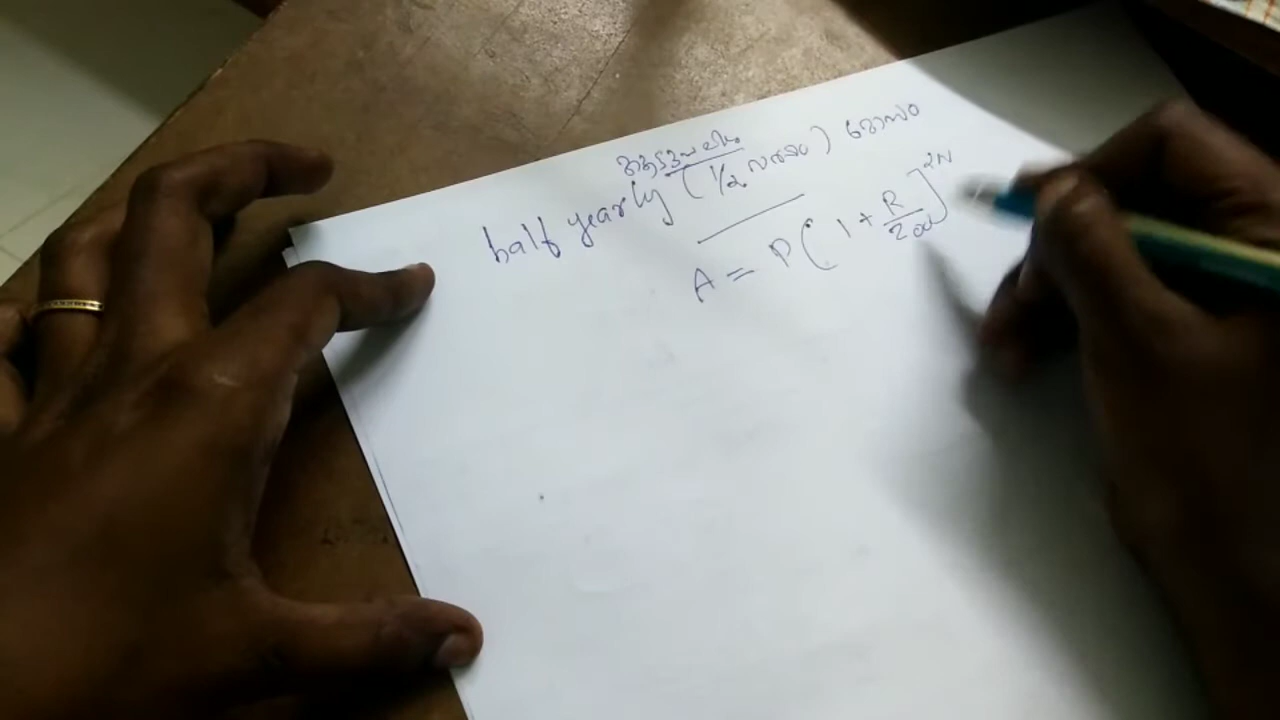 half yearly (1/2 വർഷം)
A = P(1 + R/200]^2N